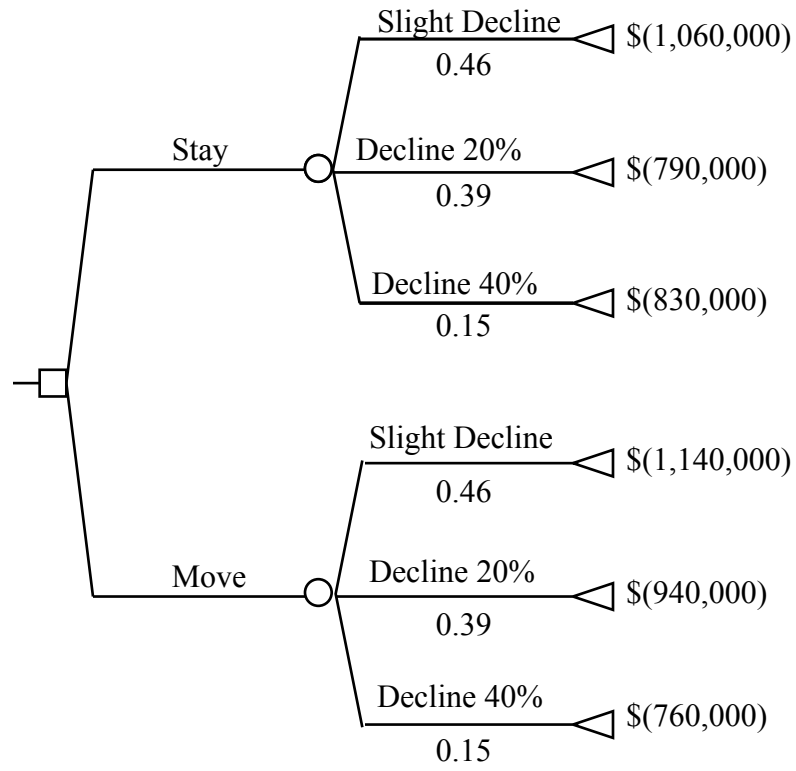 Slight Decline
$(1,060,000)
0.46
Stay
Decline 20%
$(790,000)
0.39
Decline 40%
$(830,000)
0.15
Slight Decline
$(1,140,000)
0.46
Move
Decline 20%
$(940,000)
0.39
Decline 40%
$(760,000)
0.15